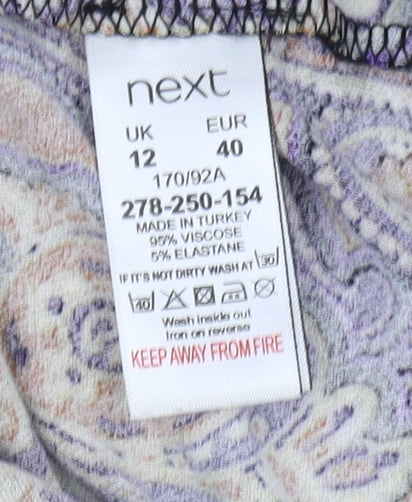 next
UK EUR
12 40
170/92A
278-250-154
MADE IN TURKEY
95% VISCOSE
5% ELASTANE
IF IT'S NOT DIRTY WASH AT 30
40
Wash inside out
Iron on reverse
KEEP AWAY FROM FIRE